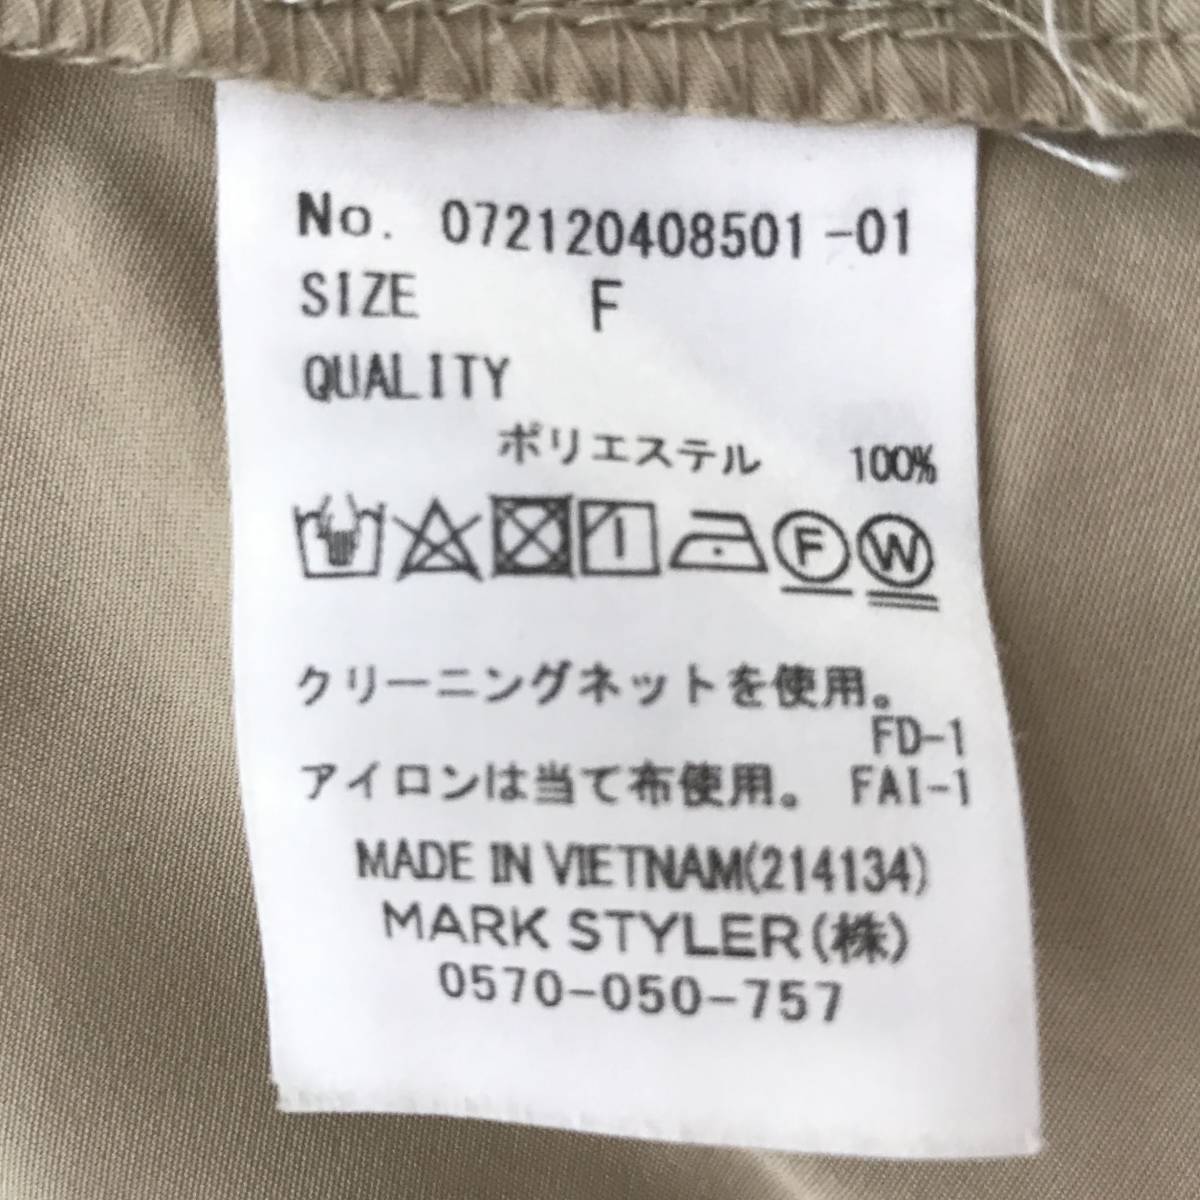 No. 072120408501-01
SIZE F
QUALITY
ポリエステル 100%
F W
クリーニングネットを使用。
FD-1
アイロンは当て布使用。 FAI-1
MADE IN VIETNAM(214134)
MARK STYLER(株)
0570-050-757